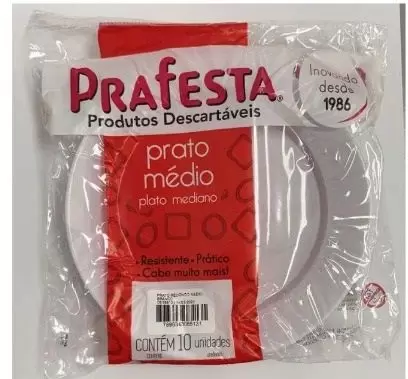 PRAFESTA®
Produtos Descartáveis
Inovando
desde
1986
prato
médio
plato mediano
• Resistente • Prático
• Cabe muito mais!
CONTÉM 10 unidades